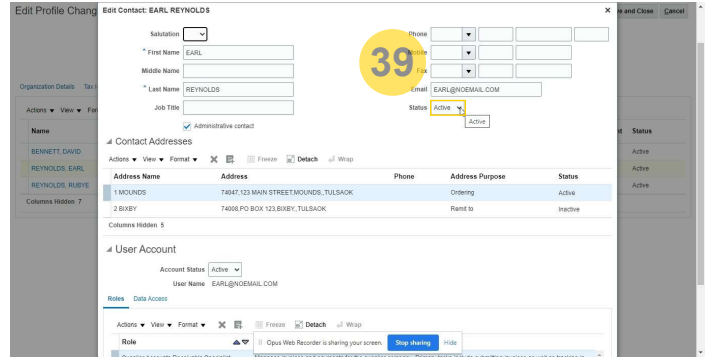 Edit Profile Chang
Edit Contact: EARL REYNOLDS
and Close Cancel
Salutation
Phone
* First Name EARL
Mobile
39
Middle Name
Fax
* Last Name REYNOLDS
Email EARL@NOEMAIL.COM
Job Title
Status Active
Active
Administrative contact
Organization Details Tax I
Actions View For
Name
Status
BENNETT, DAVID
Active
REYNOLDS, EARL
Active
REYNOLDS, RUBYE
Active
Columns Hidden 7
Contact Addresses
Actions View Format Freeze Detach Wrap
Address Name Address Phone Address Purpose Status
1 MOUNDS 74047,123 MAIN STREET,MOUNDS,,TULSAOK Ordering Active
2 BIXBY 74008,PO BOX 123,BIXBY,,TULSAOK Remit to Inactive
Columns Hidden 5
User Account
Account Status Active
User Name EARL@NOEMAIL.COM
Roles Data Access
Actions View Format Freeze Detach Wrap
Role
Opus Web Recorder is sharing your screen. Stop sharing Hide